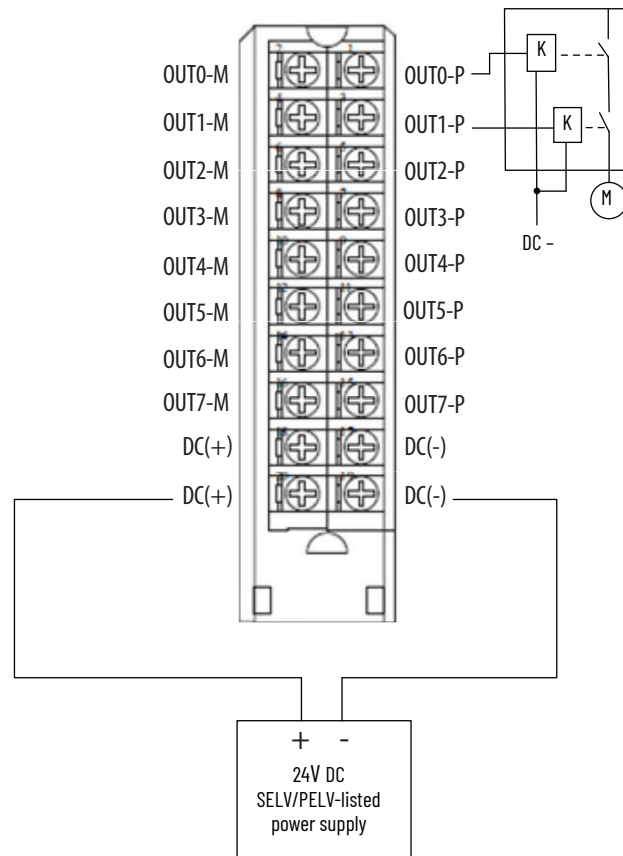 K
OUT0-M OUT0-P
K
OUT1-M OUT1-P
OUT2-M OUT2-P
M
OUT3-M OUT3-P
DC -
OUT4-M OUT4-P
OUT5-M OUT5-P
OUT6-M OUT6-P
OUT7-M OUT7-P
DC(+) DC(-)
DC(+) DC(-)
+ -
24V DC
SELV/PELV-listed
power supply